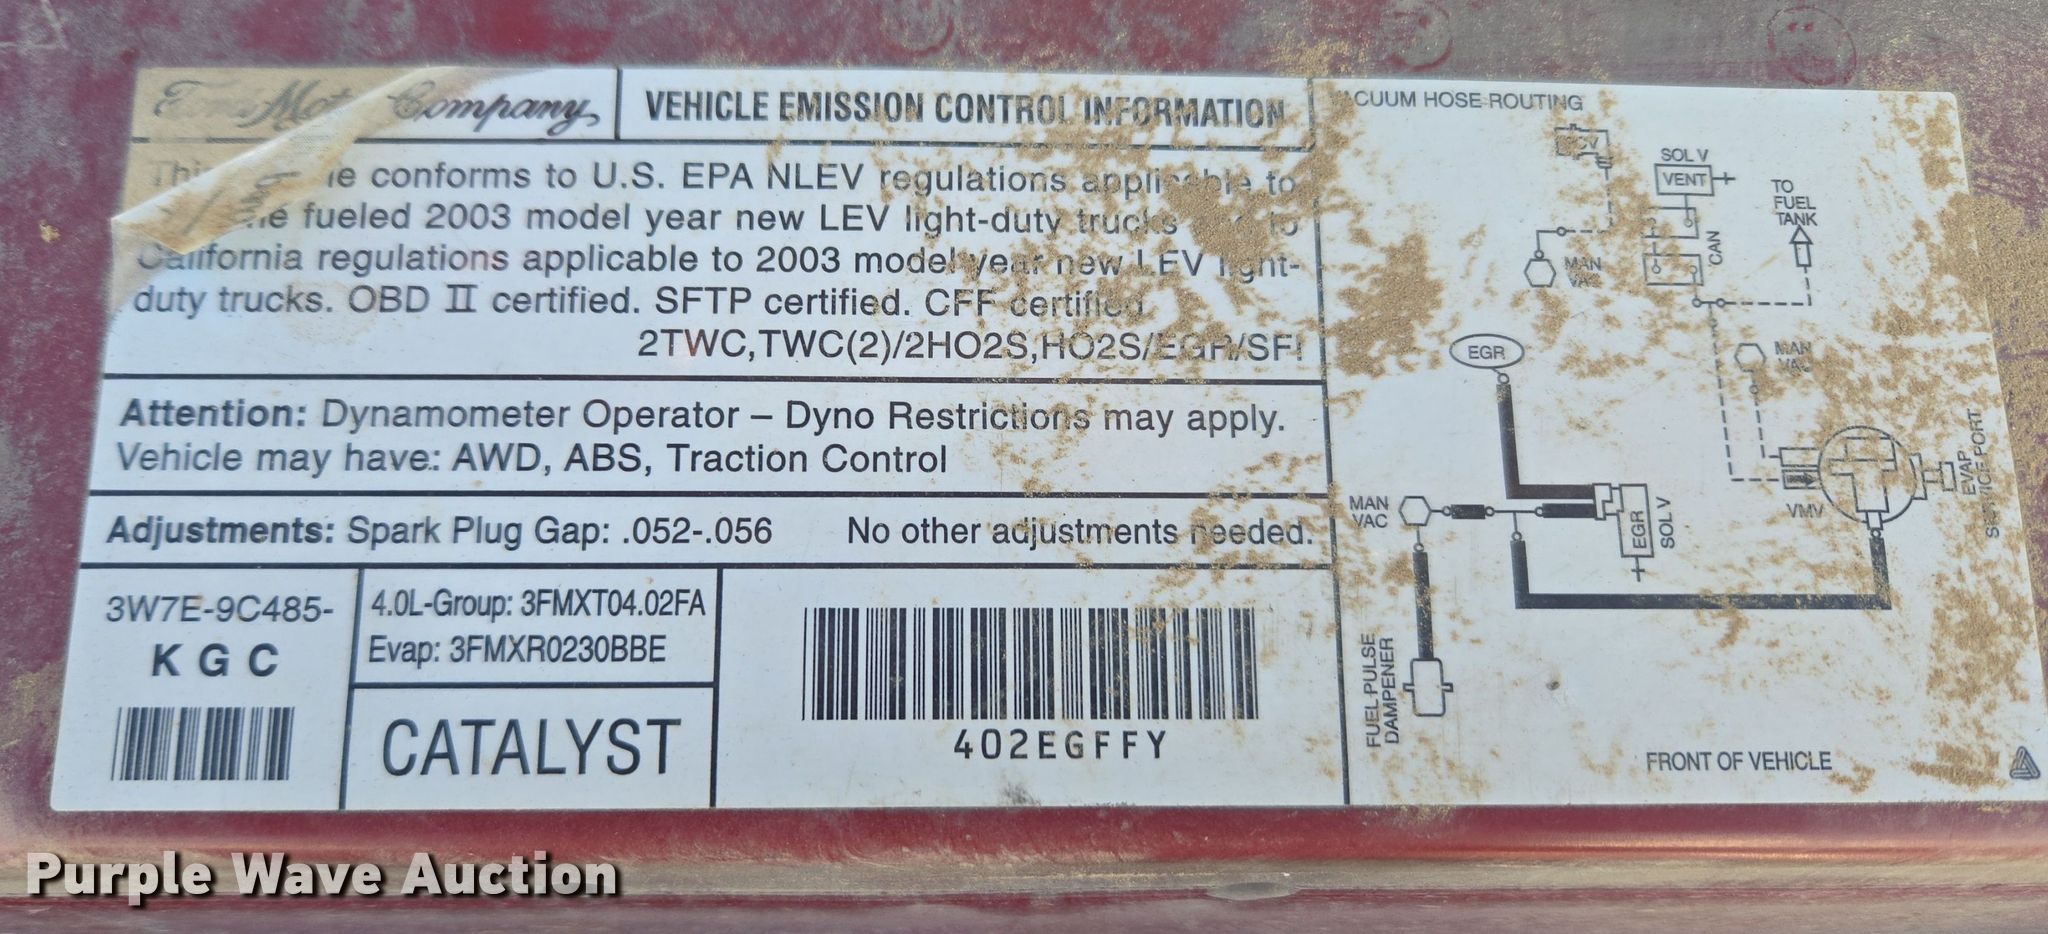 Company
VEHICLE EMISSION CONTROL INFORMATION
conforms to U.S. EPA NLEV regulations applicable to
fueled 2003 model year new LEV light-duty trucks to
California regulations applicable to 2003 model year new LEV light-
duty trucks. OBD II certified. SFTP certified. CFF certified
2TWC,TWC(2)/2HO2S,HO2S/EGR/SFI
Attention: Dynamometer Operator – Dyno Restrictions may apply.
Vehicle may have: AWD, ABS, Traction Control
Adjustments: Spark Plug Gap: .052-.056 No other adjustments needed.
3W7E-9C485-
K G C
4.0L-Group: 3FMXT04.02FA
Evap: 3FMXR0230BBE
CATALYST
402EGFFY
VACUUM HOSE ROUTING
SOL V
VENT
CAN
TO
FUEL
TANK
MAN
VAC
EGR
MAN
VAC
MAN
VAC
EGR
SOL V
VMV
EVAP
SERVICE PORT
FUEL PULSE
DAMPENER
FRONT OF VEHICLE
Purple Wave Auction